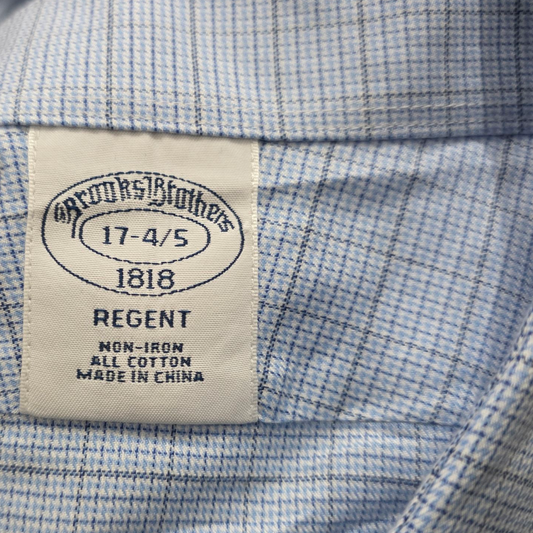 Brooks Brothers
17-4/5
1818
REGENT
NON-IRON
ALL COTTON
MADE IN CHINA